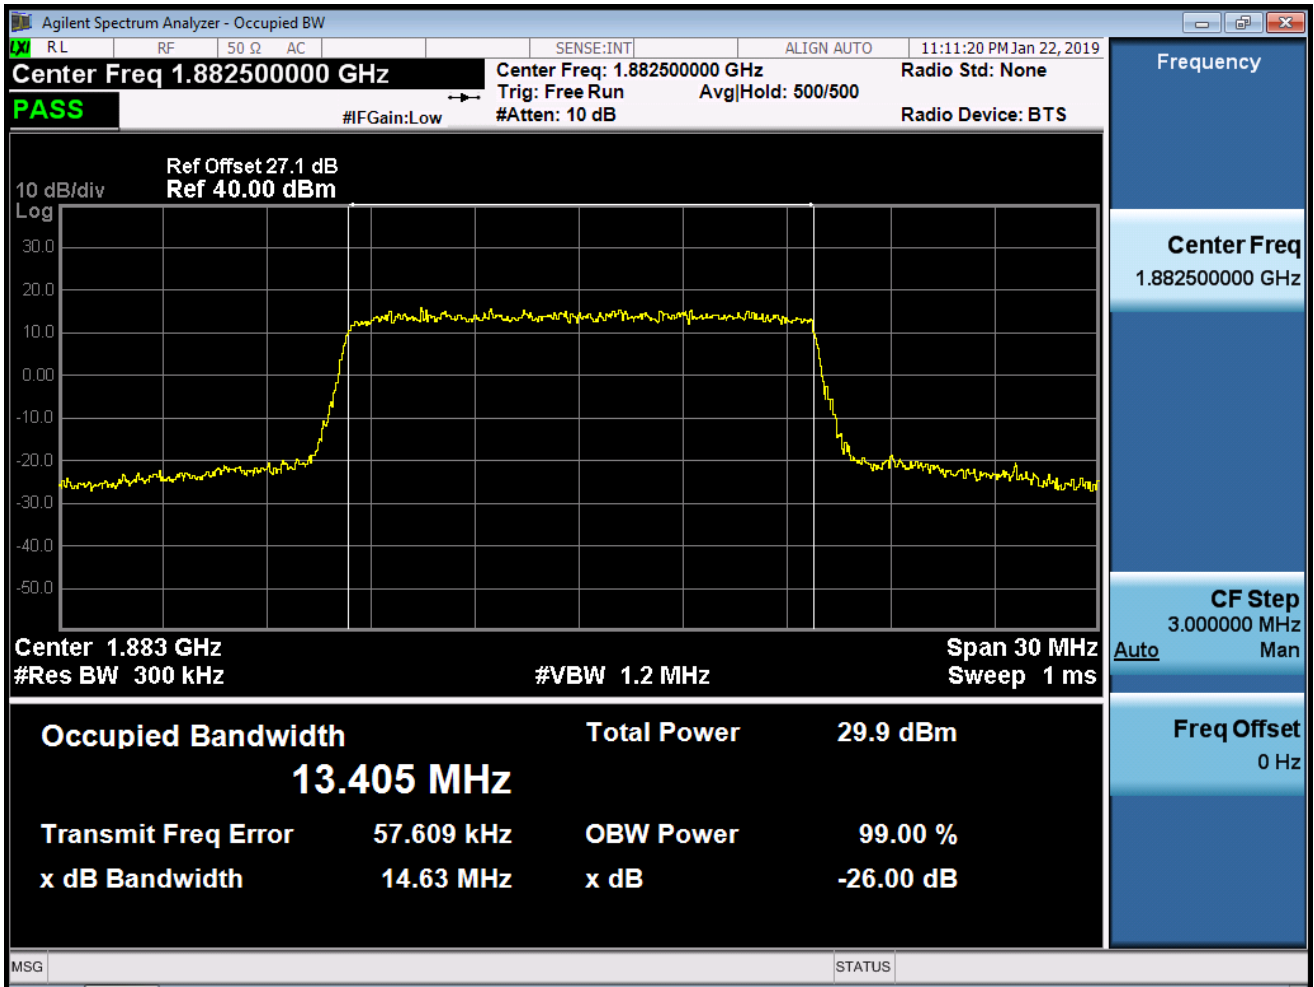 Agilent Spectrum Analyzer - Occupied BW
LXI RL RF 50 Ω AC SENSE:INT ALIGN AUTO 11:11:20 PM Jan 22, 2019
Center Freq 1.882500000 GHz
Center Freq: 1.882500000 GHz
Radio Std: None
Trig: Free Run Avg|Hold: 500/500
PASS
#IFGain:Low
#Atten: 10 dB
Radio Device: BTS
Ref Offset 27.1 dB
10 dB/div Ref 40.00 dBm
Log
30.0
20.0
10.0
0.00
-10.0
-20.0
-30.0
-40.0
-50.0
Center 1.883 GHz Span 30 MHz
#Res BW 300 kHz #VBW 1.2 MHz Sweep 1 ms
Occupied Bandwidth Total Power 29.9 dBm
13.405 MHz
Transmit Freq Error 57.609 kHz OBW Power 99.00 %
x dB Bandwidth 14.63 MHz x dB -26.00 dB
Frequency
Center Freq
1.882500000 GHz
CF Step
3.000000 MHz
Auto Man
Freq Offset
0 Hz
MSG STATUS